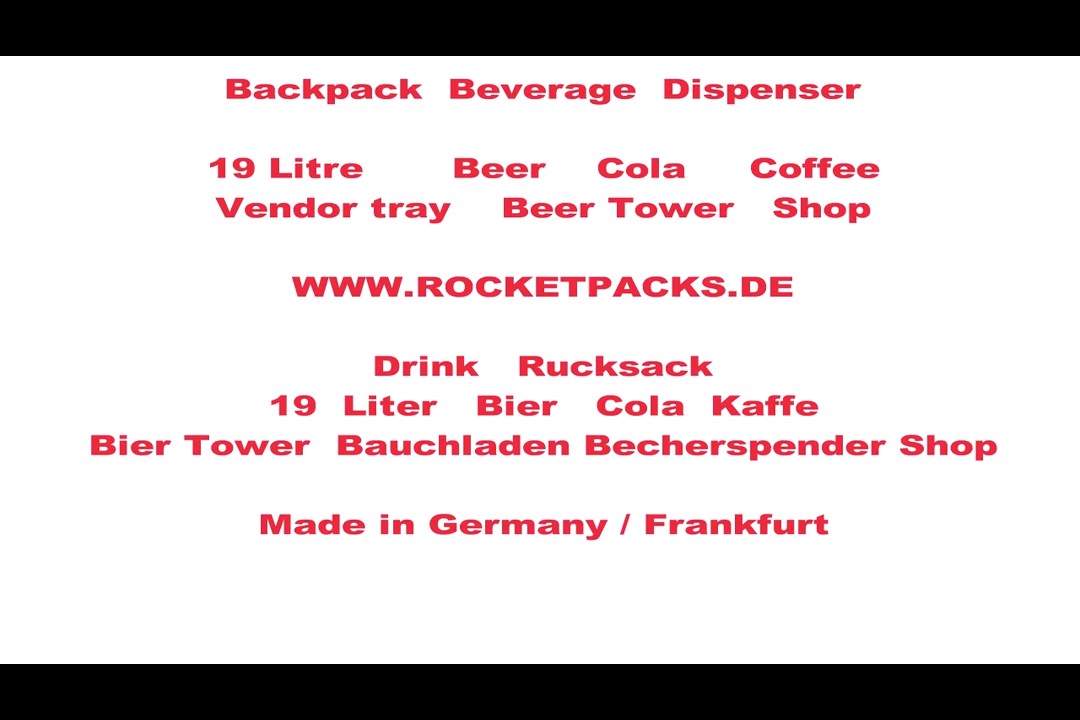 Backpack Beverage Dispenser
19 Litre Beer Cola Coffee
Vendor tray Beer Tower Shop
WWW.ROCKETPACKS.DE
Drink Rucksack
19 Liter Bier Cola Kaffe
Bier Tower Bauchladen Becherspender Shop
Made in Germany / Frankfurt